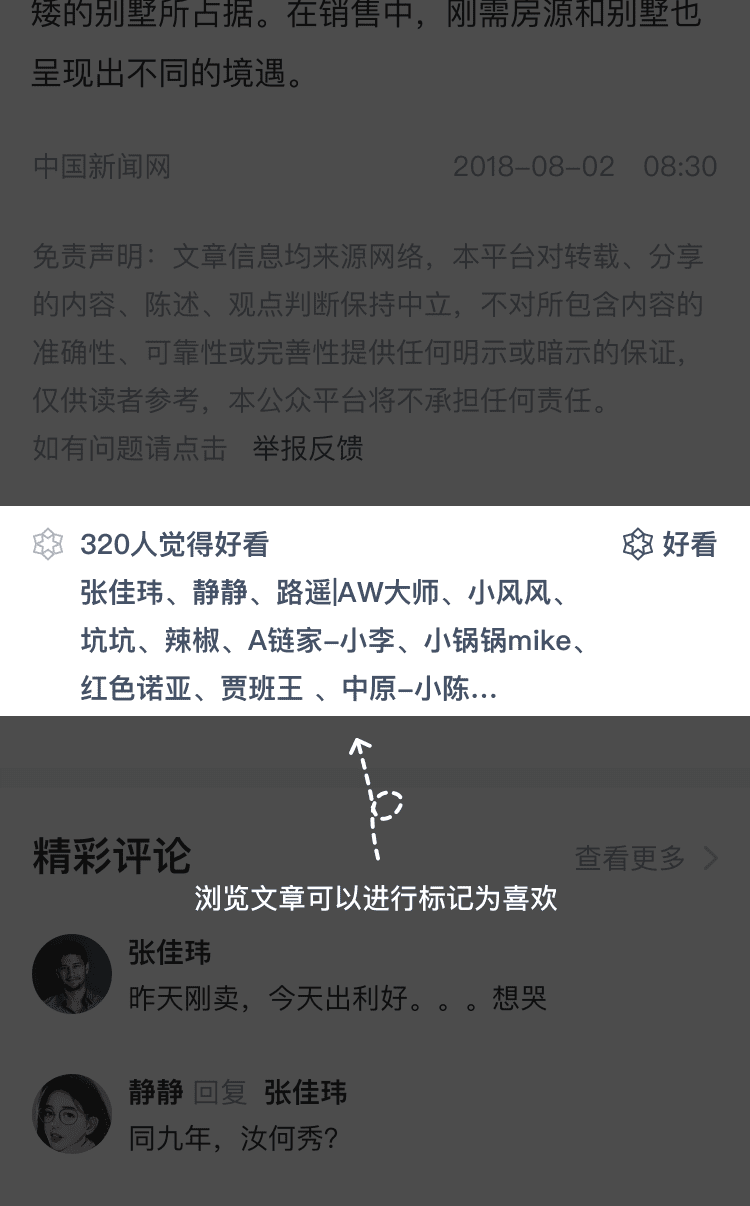 矮的别墅所占据。在销售中，刚需房源和别墅也
呈现出不同的境遇。
中国新闻网 2018-08-02 08:30
免责声明：文章信息均来源网络，本平台对转载、分享
的内容、陈述、观点判断保持中立，不对所包含内容的
准确性、可靠性或完善性提供任何明示或暗示的保证，
仅供读者参考，本公众平台将不承担任何责任。
如有问题请点击 举报反馈
320人觉得好看 好看
张佳玮、静静、路遥|AW大师、小风风、
坑坑、辣椒、A链家-小李、小锅锅mike、
红色诺亚、贾班王 、中原-小陈...
浏览文章可以进行标记为喜欢
精彩评论 查看更多
张佳玮
昨天刚卖，今天出利好。。。想哭
静静 回复 张佳玮
同九年，汝何秀？